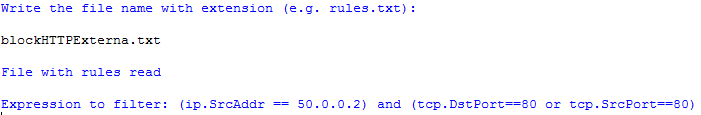 Write the file name with extension (e.g. rules.txt):
blockHTTPExterna.txt
File with rules read
Expression to filter: (ip.SrcAddr == 50.0.0.2) and (tcp.DstPort==80 or tcp.SrcPort==80)